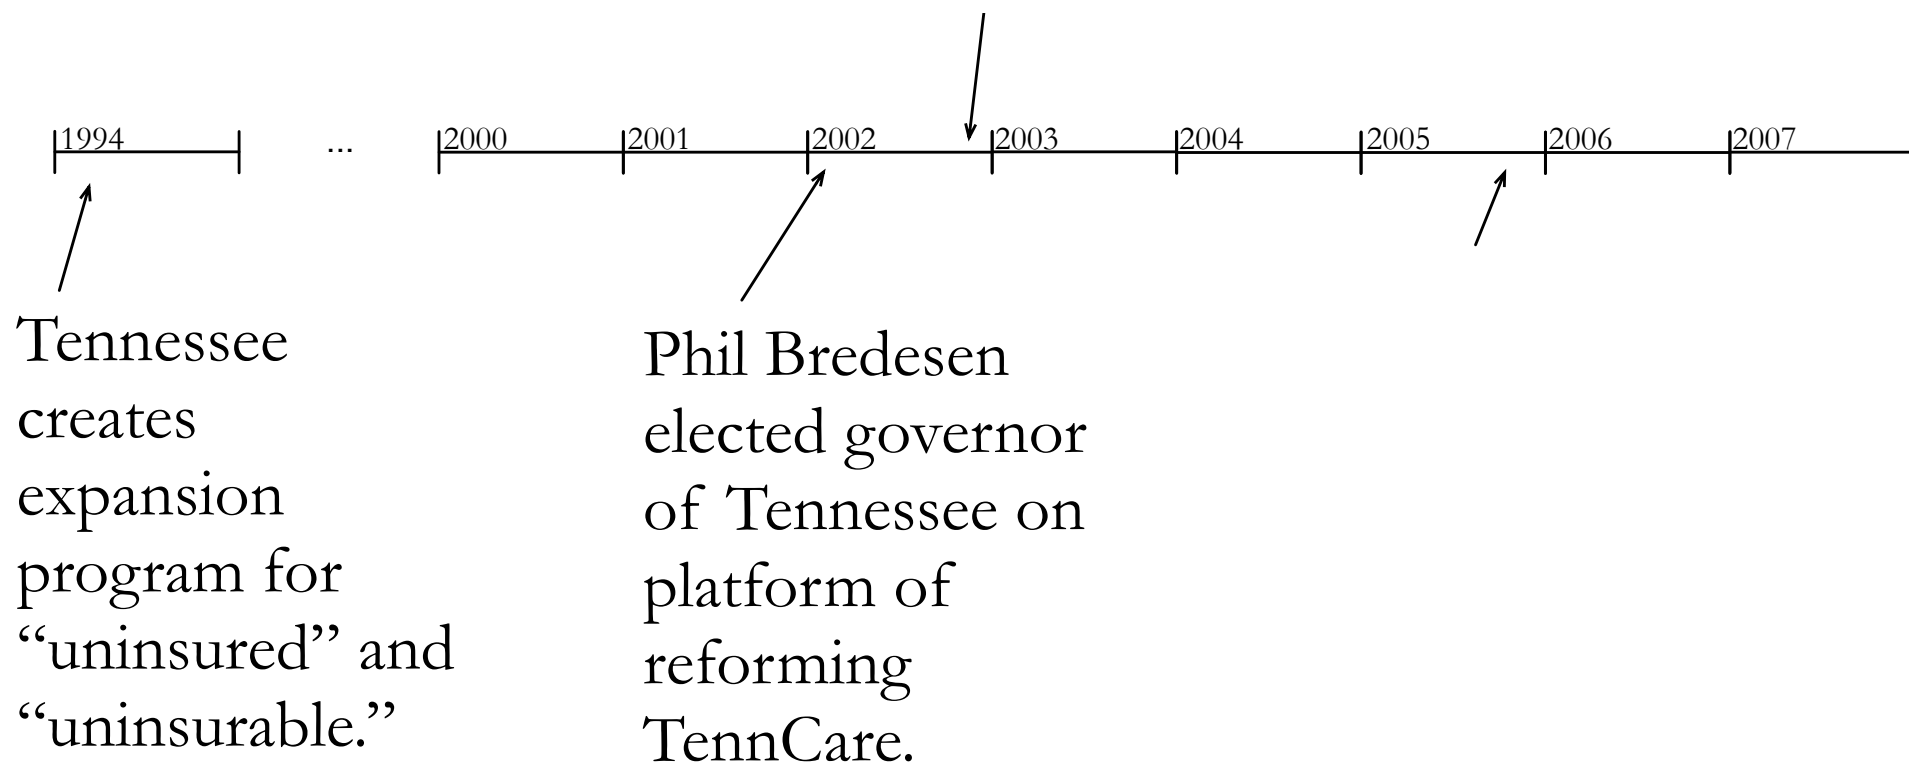 1994 ... 2000 2001 2002 2003 2004 2005 2006 2007
Tennessee
creates
expansion
program for
“uninsured” and
“uninsurable.”
Phil Bredesen
elected governor
of Tennessee on
platform of
reforming
TennCare.